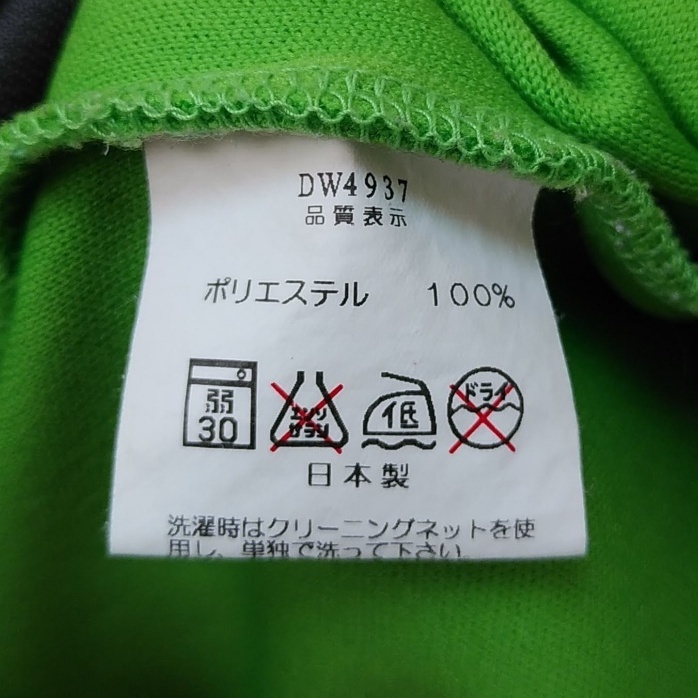 DW4937
品質表示
ポリエステル 100%
弱 30 エンソ サラシ 低 ドライ
日本製
洗濯時はクリーニングネットを使
用し、単独で洗って下さい。